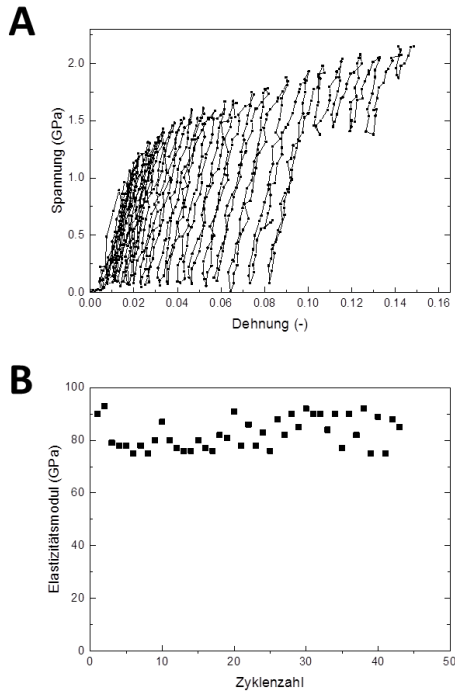 A
2.0
1.5
1.0
0.5
0.0
Spannung (GPa)
0.00 0.02 0.04 0.06 0.08 0.10 0.12 0.14 0.16
Dehnung (-)
B
100
80
60
40
20
0
Elastizitätsmodul (GPa)
0 10 20 30 40 50
Zyklenzahl